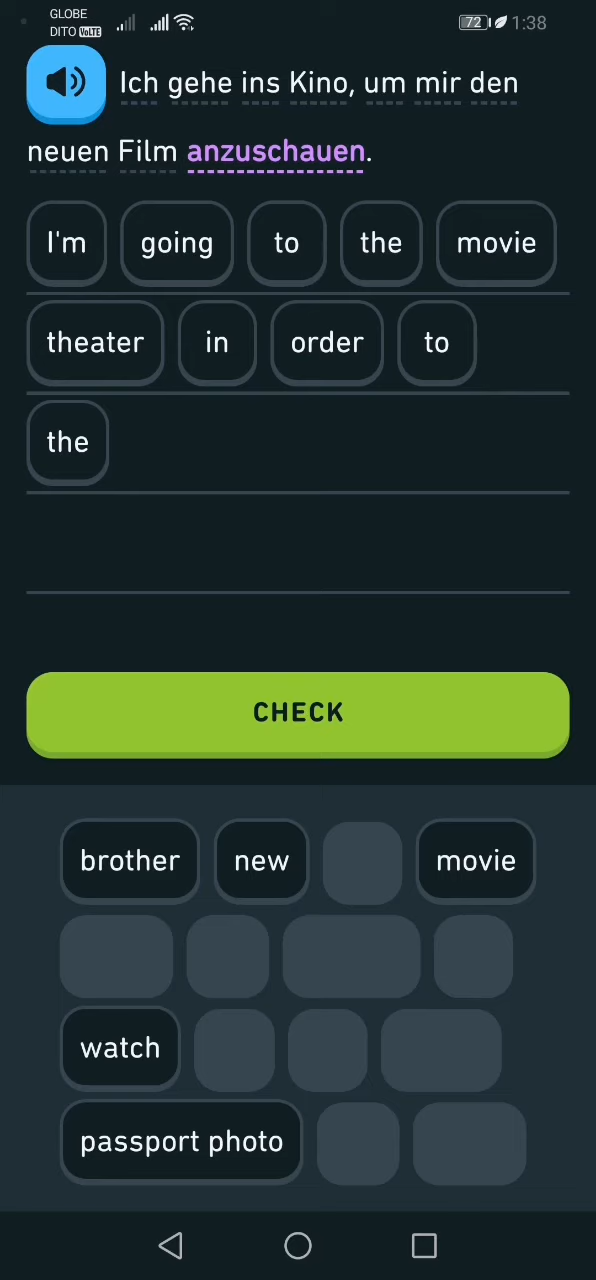 GLOBE
DITO VoLTE 72 1:38
Ich gehe ins Kino, um mir den
neuen Film anzuschauen.
I'm going to the movie
theater in order to
the
CHECK
brother new movie
watch
passport photo